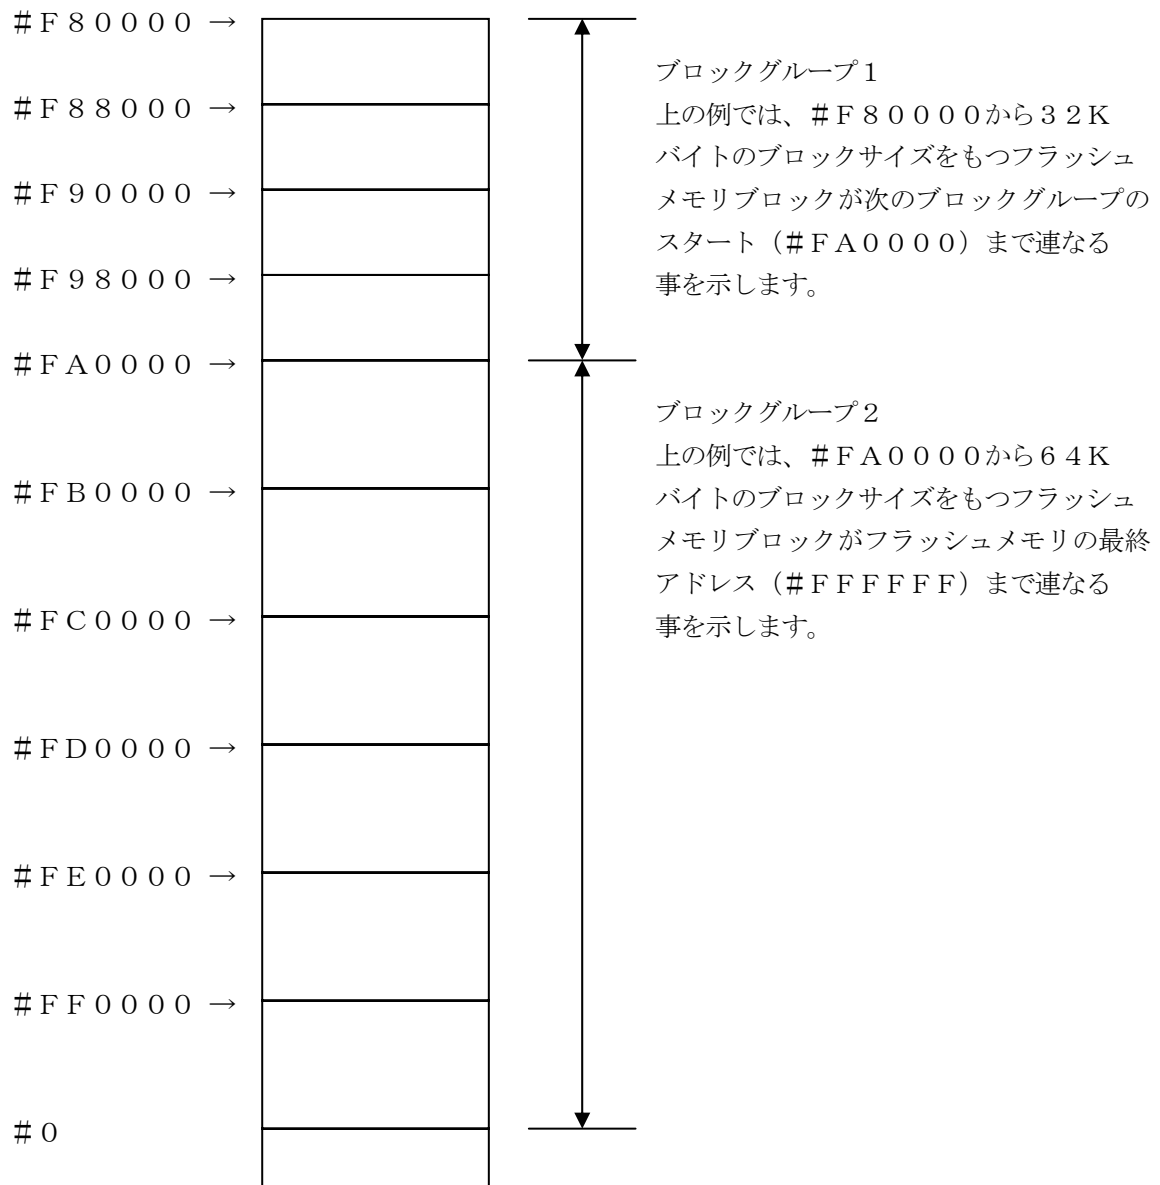 ＃Ｆ８００００ →
ブロックグループ１
＃Ｆ８８０００ →
上の例では、＃Ｆ８００００から３２Ｋ
バイトのブロックサイズをもつフラッシュ
＃Ｆ９００００ →
メモリブロックが次のブロックグループの
スタート（＃ＦＡ００００）まで連なる
＃Ｆ９８０００ →
事を示します。
＃ＦＡ００００ →
ブロックグループ２
上の例では、＃ＦＡ００００から６４Ｋ
＃ＦＢ００００ →
バイトのブロックサイズをもつフラッシュ
メモリブロックがフラッシュメモリの最終
アドレス（＃ＦＦＦＦＦＦ）まで連なる
＃ＦＣ００００ →
事を示します。
＃ＦＤ００００ →
＃ＦＥ００００ →
＃ＦＦ００００ →
＃０